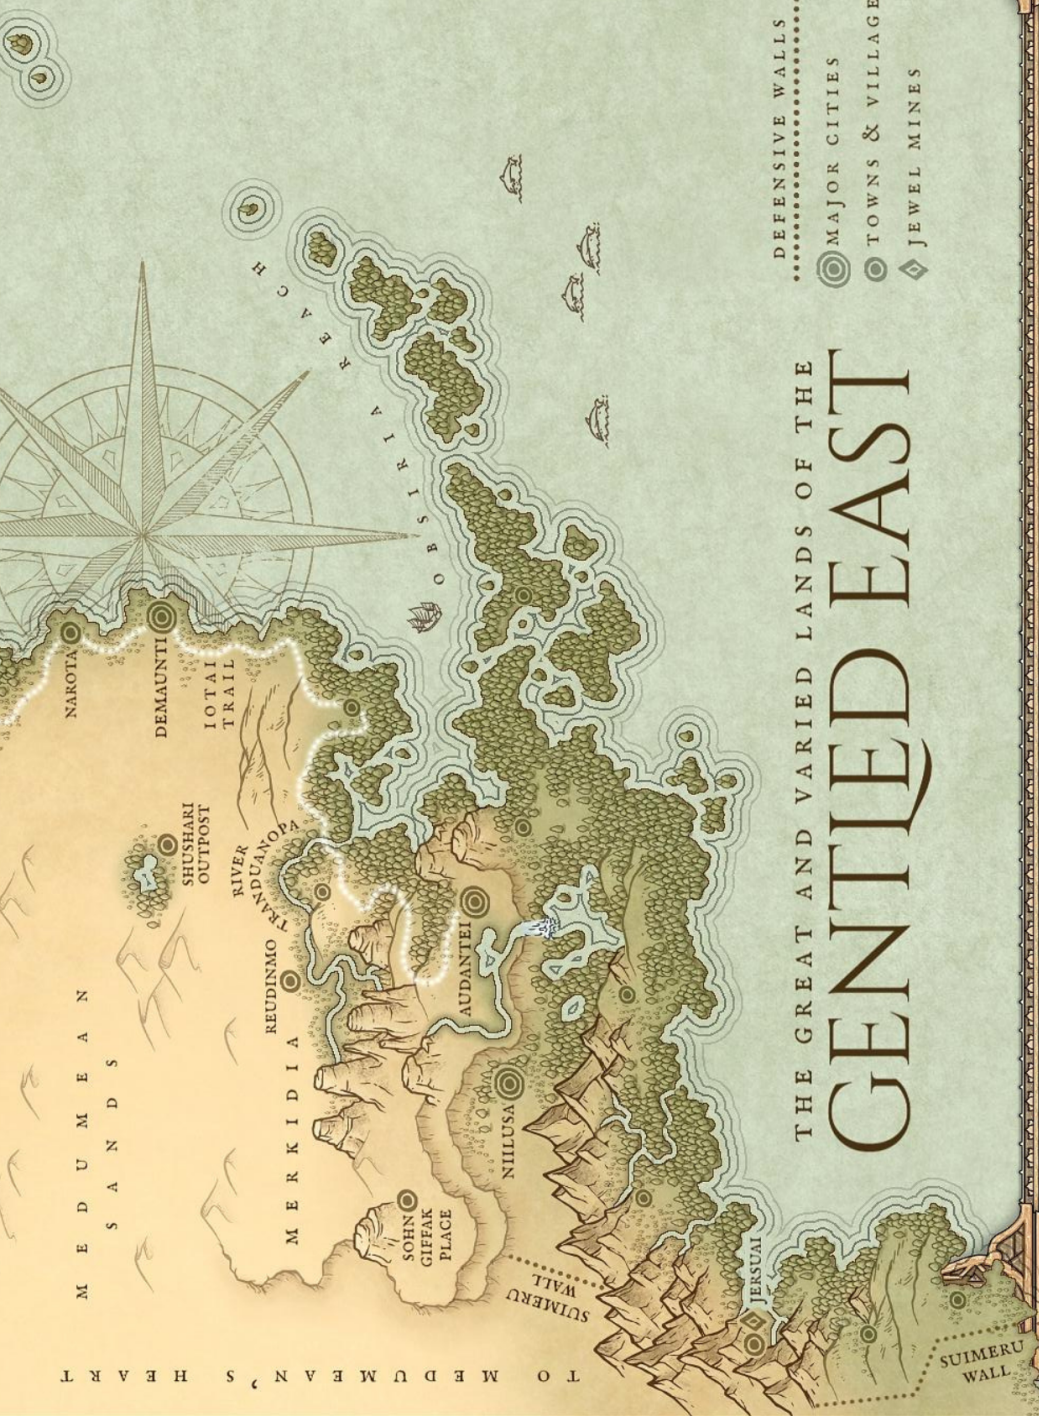 NAROTA
DEMAUNTI
IOTAI
TRAIL
SHUSHARI
OUTPOST
RIVER
TRANDUANOPA
REUDINMO
MEDUMEAN
SANDS
MERKIDIA
AUDANTEI
NIILUSA
SOHN
GIFFAK
PLACE
SUIMERU
WALL
TO MEDUMEAN'S HEART
OBSIRIA REACH
JERSUAI
SUIMERU
WALL
THE GREAT AND VARIED LANDS OF THE
GENTLED EAST
DEFENSIVE WALLS
MAJOR CITIES
TOWNS & VILLAGE
JEWEL MINES